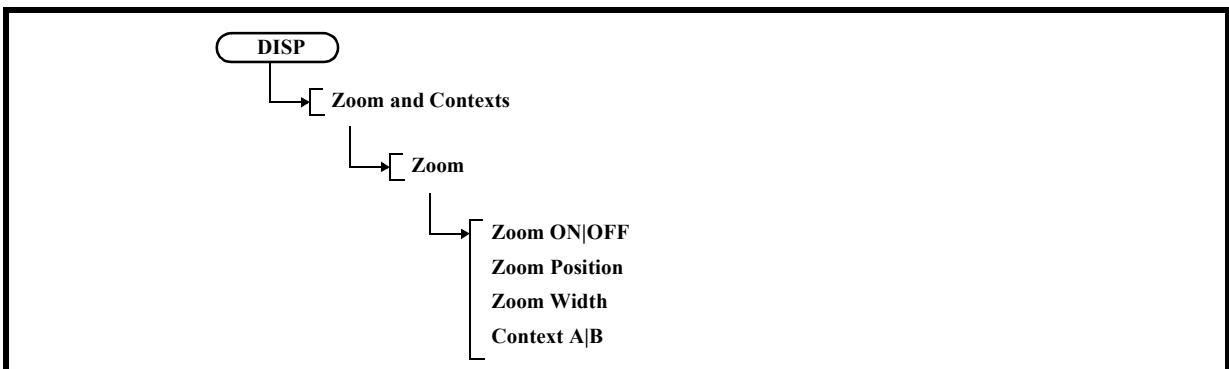 DISP
Zoom and Contexts
Zoom
Zoom ON|OFF
Zoom Position
Zoom Width
Context A|B